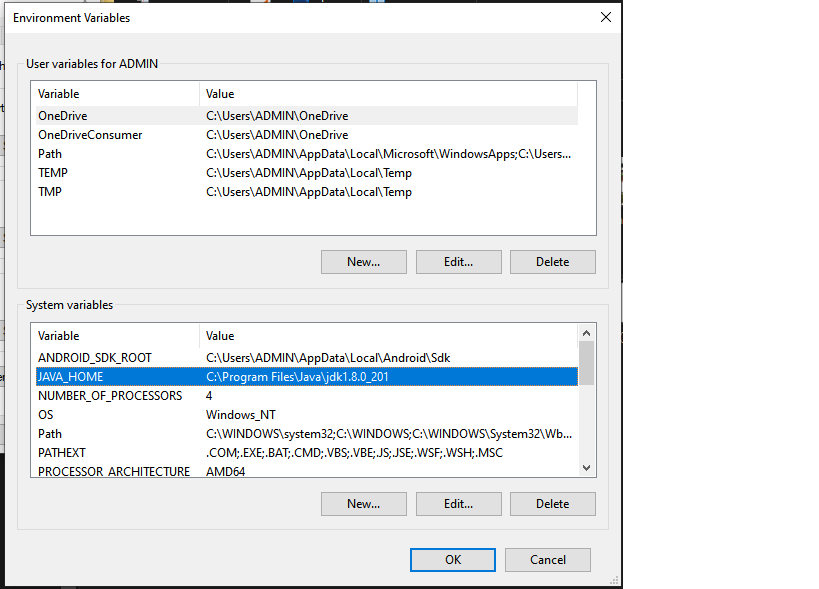 Environment Variables
User variables for ADMIN
Variable Value
OneDrive C:\Users\ADMIN\OneDrive
OneDriveConsumer C:\Users\ADMIN\OneDrive
Path C:\Users\ADMIN\AppData\Local\Microsoft\WindowsApps;C:\Users...
TEMP C:\Users\ADMIN\AppData\Local\Temp
TMP C:\Users\ADMIN\AppData\Local\Temp
New... Edit... Delete
System variables
Variable Value
ANDROID_SDK_ROOT C:\Users\ADMIN\AppData\Local\Android\Sdk
JAVA_HOME C:\Program Files\Java\jdk1.8.0_201
NUMBER_OF_PROCESSORS 4
OS Windows_NT
Path C:\WINDOWS\system32;C:\WINDOWS;C:\WINDOWS\System32\Wb...
PATHEXT .COM;.EXE;.BAT;.CMD;.VBS;.VBE;.JS;.JSE;.WSF;.WSH;.MSC
PROCESSOR_ARCHITECTURE AMD64
New... Edit... Delete
OK Cancel